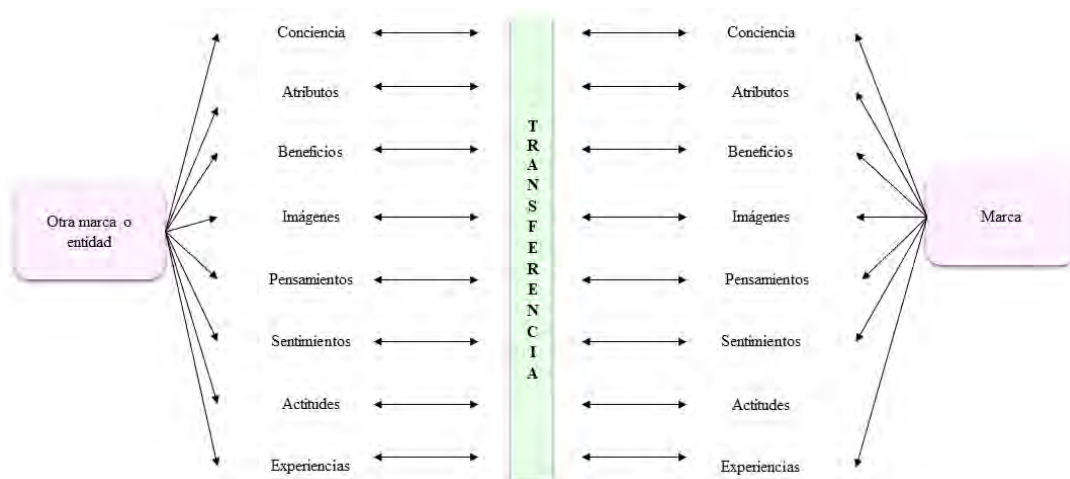 Conciencia
Conciencia
Atributos
Atributos
Beneficios
Beneficios
Otra marca o
entidad
Imágenes
TRANSFERENCIA
Imágenes
Marca
Pensamientos
Pensamientos
Sentimientos
Sentimientos
Actitudes
Actitudes
Experiencias
Experiencias